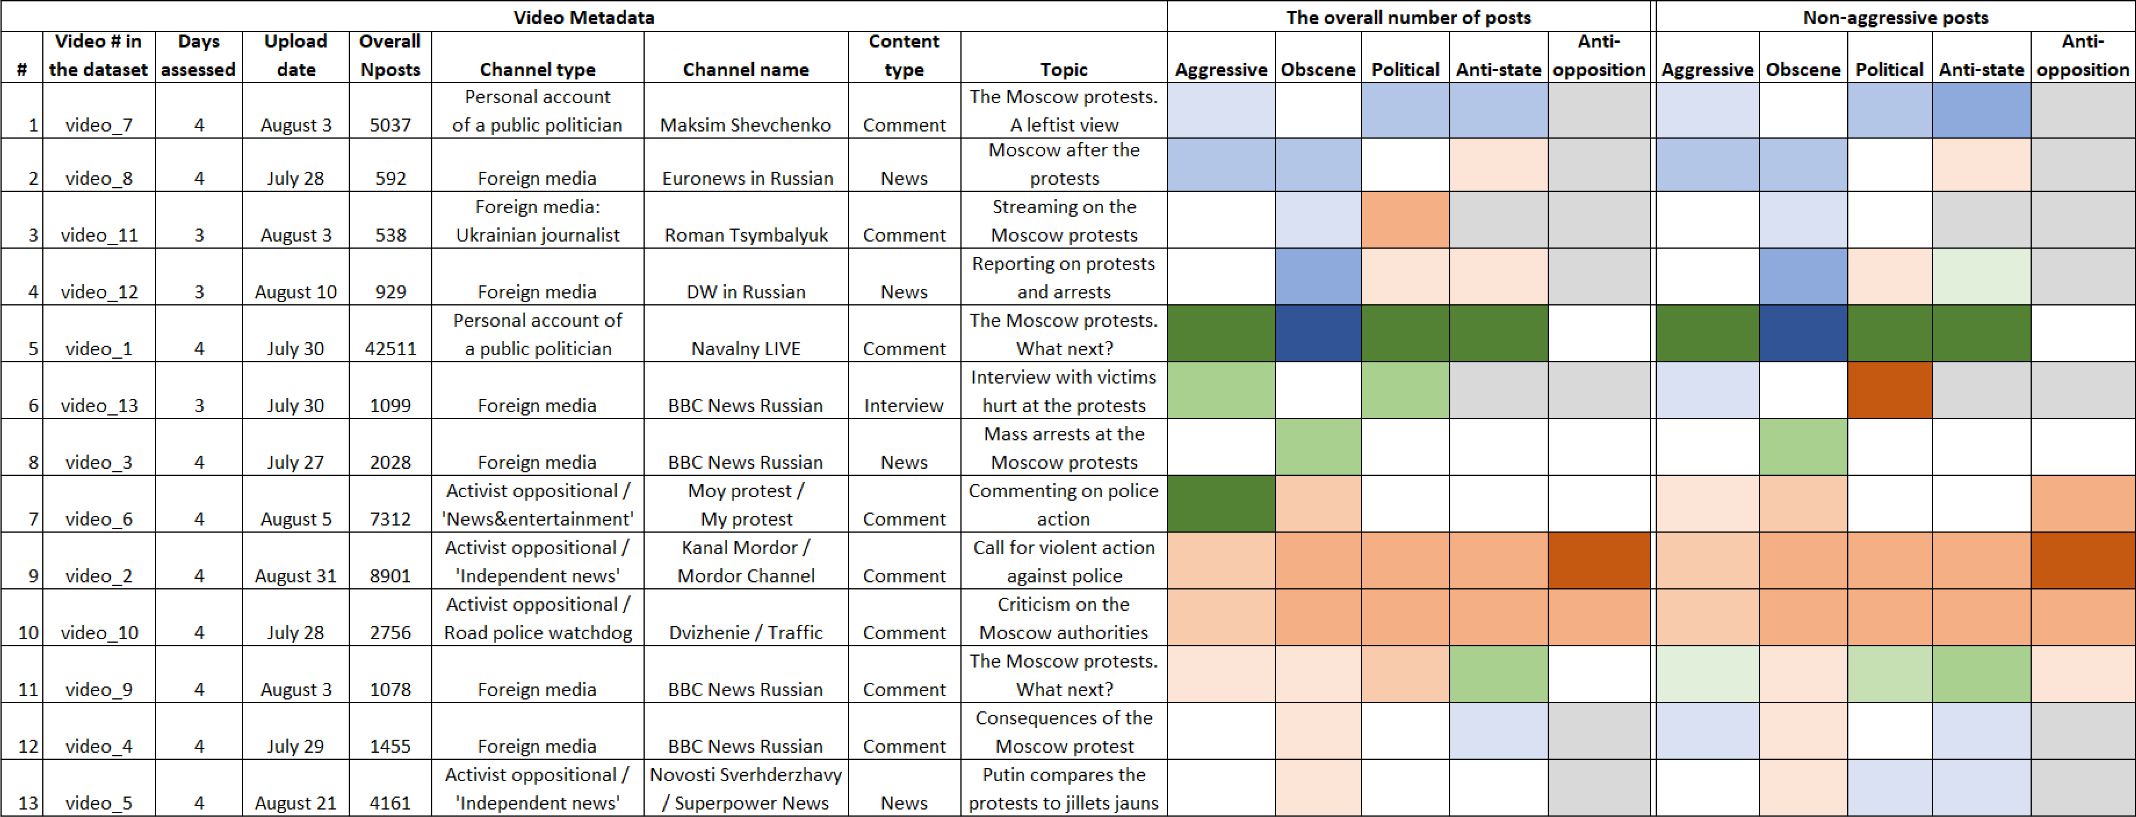 Video Metadata The overall number of posts Non-aggressive posts
# Video # in the dataset Days assessed Upload date Overall Nposts Channel type Channel name Content type Topic Aggressive Obscene Political Anti-state Anti-opposition Aggressive Obscene Political Anti-state Anti-opposition
1 video_7 4 August 3 5037 Personal account of a public politician Maksim Shevchenko Comment The Moscow protests. A leftist view
2 video_8 4 July 28 592 Foreign media Euronews in Russian News Moscow after the protests
3 video_11 3 August 3 538 Foreign media: Ukrainian journalist Roman Tsymbalyuk Comment Streaming on the Moscow protests
4 video_12 3 August 10 929 Foreign media DW in Russian News Reporting on protests and arrests
5 video_1 4 July 30 42511 Personal account of a public politician Navalny LIVE Comment The Moscow protests. What next?
6 video_13 3 July 30 1099 Foreign media BBC News Russian Interview Interview with victims hurt at the protests
8 video_3 4 July 27 2028 Foreign media BBC News Russian News Mass arrests at the Moscow protests
7 video_6 4 August 5 7312 Activist oppositional / 'News&entertainment' Moy protest / My protest Comment Commenting on police action
9 video_2 4 August 31 8901 Activist oppositional / 'Independent news' Kanal Mordor / Mordor Channel Comment Call for violent action against police
10 video_10 4 July 28 2756 Activist oppositional / Road police watchdog Dvizhenie / Traffic Comment Criticism on the Moscow authorities
11 video_9 4 August 3 1078 Foreign media BBC News Russian Comment The Moscow protests. What next?
12 video_4 4 July 29 1455 Foreign media BBC News Russian Comment Consequences of the Moscow protest
13 video_5 4 August 21 4161 Activist oppositional / 'Independent news' Novosti Sverhderzhavy / Superpower News News Putin compares the protests to jillets jauns